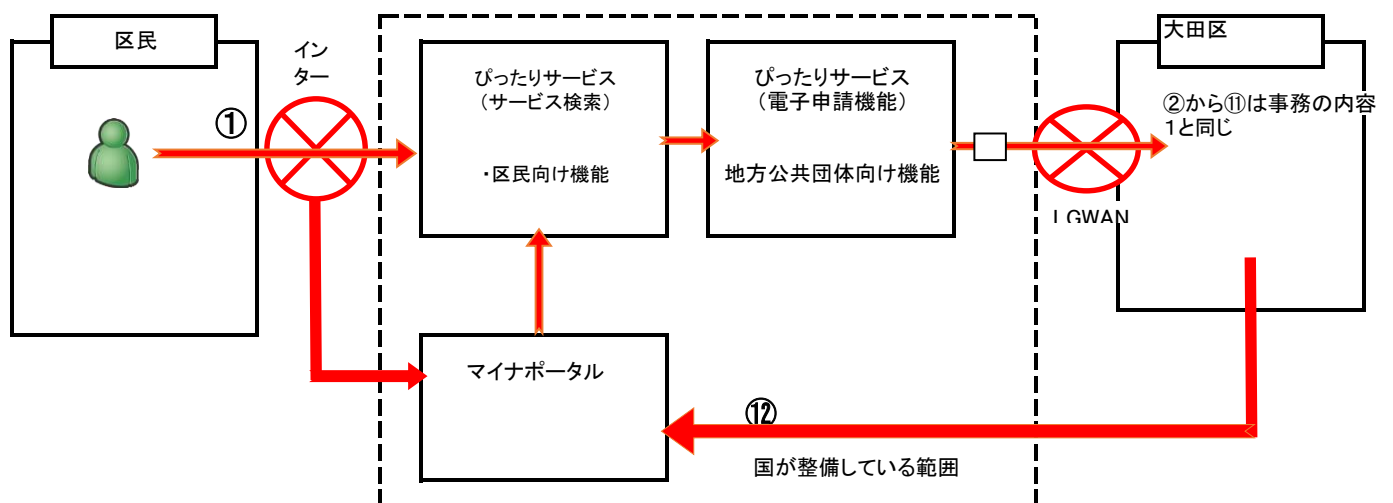 区民
イン
ター
①
ぴったりサービス
(サービス検索)
・区民向け機能
ぴったりサービス
(電子申請機能)
地方公共団体向け機能
LGWAN
大田区
②から⑪は事務の内容
1と同じ
マイナポータル
⑫
国が整備している範囲